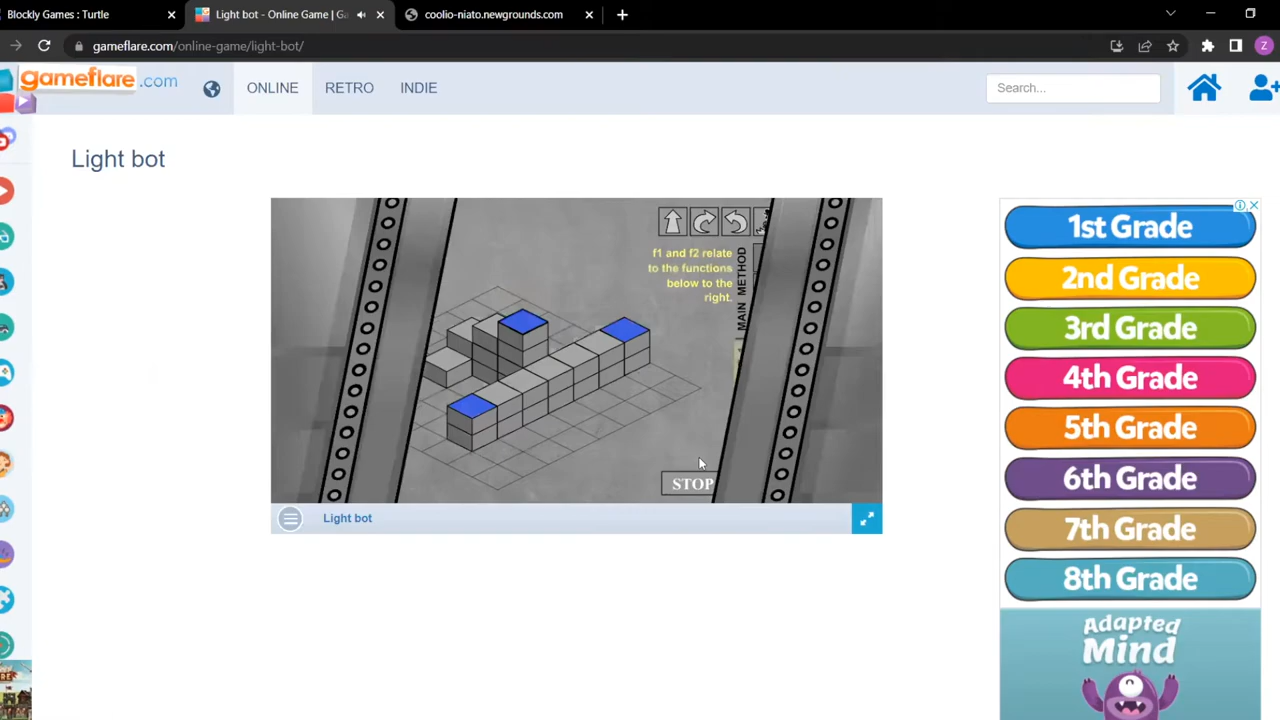 Blockly Games : Turtle
Light bot - Online Game | Ga
coolio-niato.newgrounds.com
gameflare.com/online-game/light-bot/
Z
gameflare .com
ONLINE
RETRO
INDIE
Search...
Light bot
f1 and f2 relate
to the functions
below to the
right.
MAIN METHOD
STOP
Light bot
1st Grade
2nd Grade
3rd Grade
4th Grade
5th Grade
6th Grade
7th Grade
8th Grade
Adapted
Mind